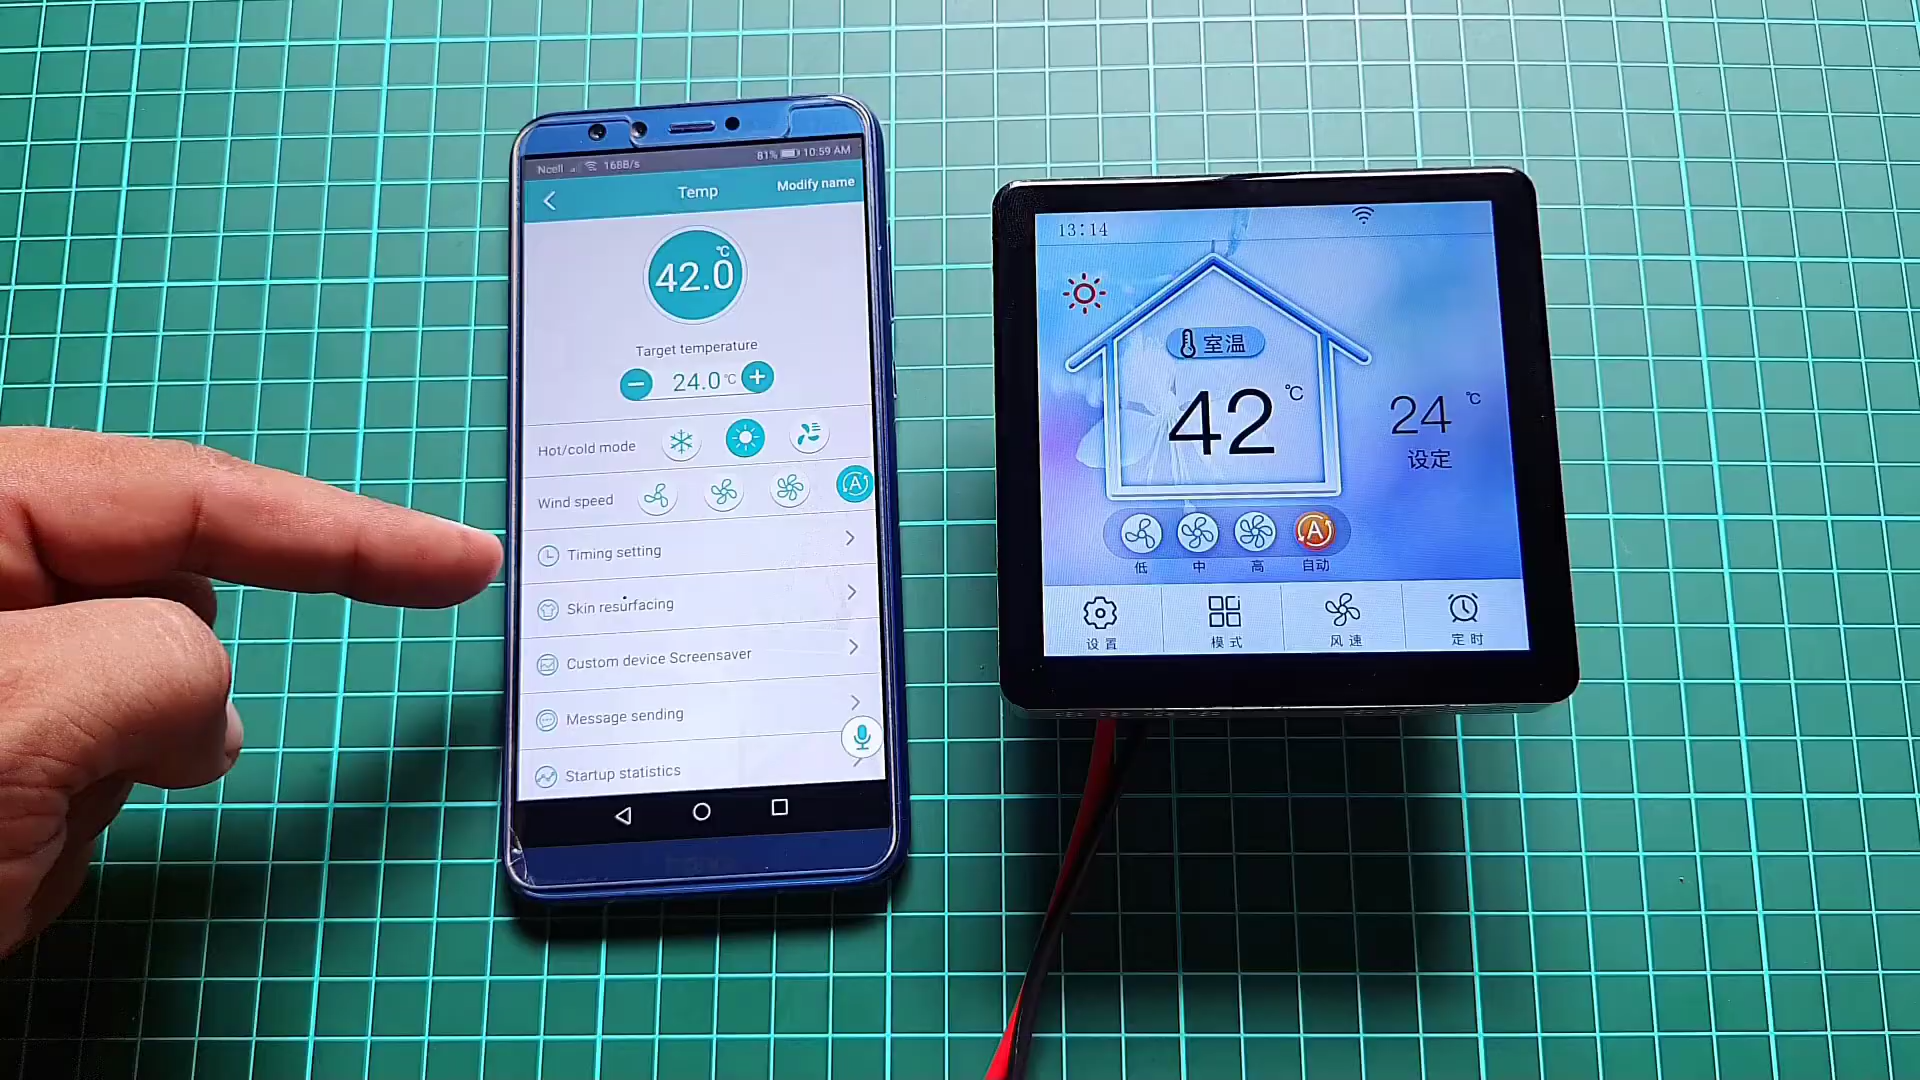 Ncell 168B/s 81% 10:59 AM
Temp Modify name
42.0 ℃
Target temperature
24.0 ℃
Hot/cold mode
Wind speed A
Timing setting
Skin resurfacing
Custom device Screensaver
Message sending
Startup statistics
13:14
室温
42 ℃
24 ℃
设定
A
低 中 高 自动
设置 模式 风速 定时